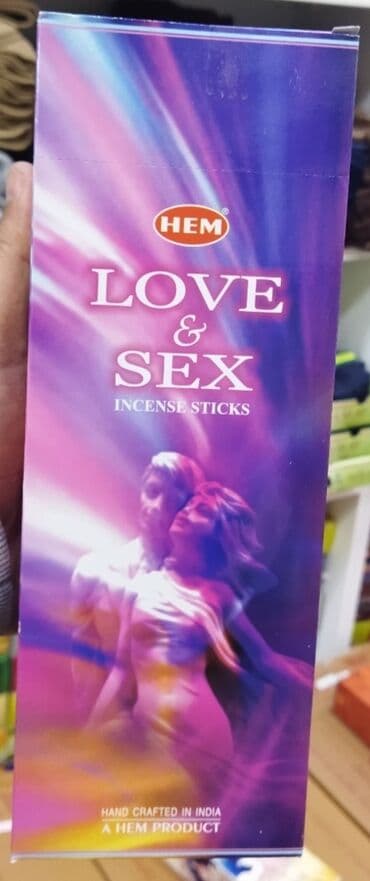 HEM®
LOVE
&
SEX
INCENSE STICKS
HAND CRAFTED IN INDIA
A HEM PRODUCT